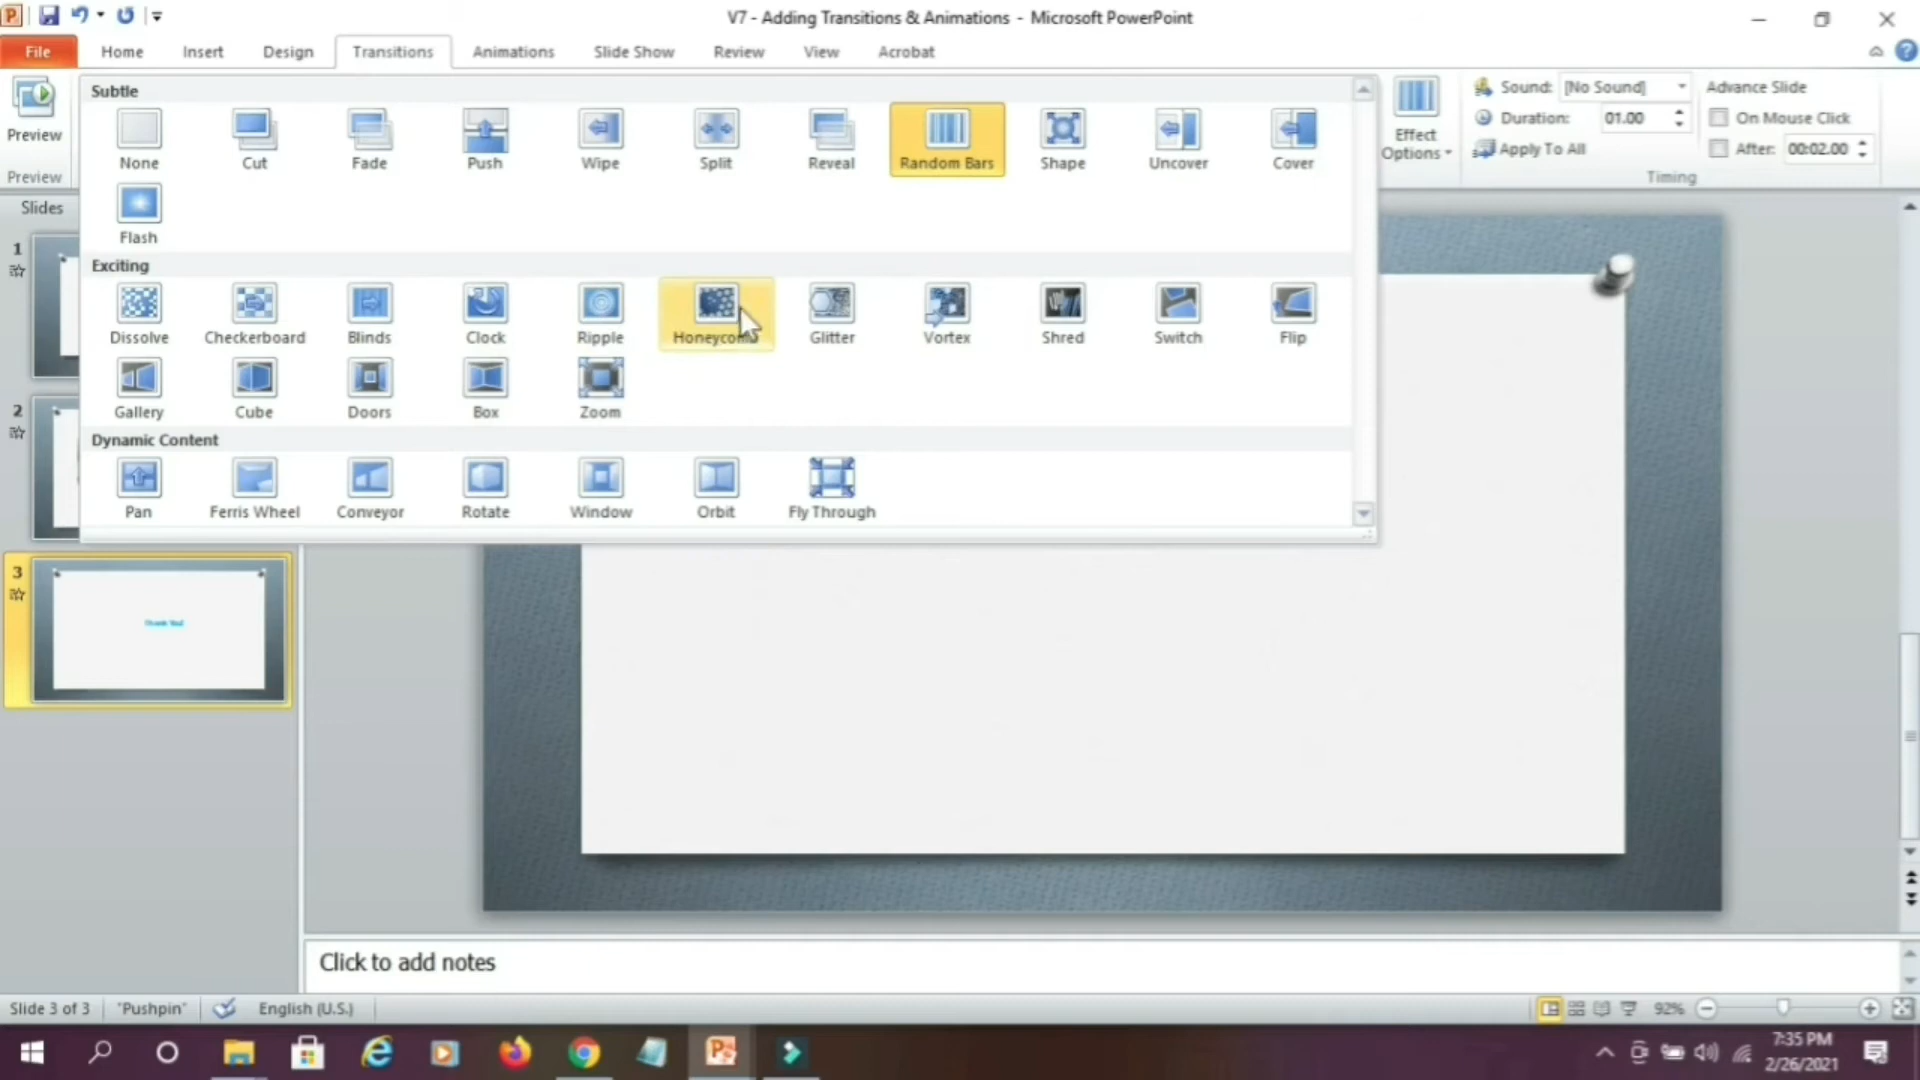 V7 - Adding Transitions & Animations - Microsoft PowerPoint
File Home Insert Design Transitions Animations Slide Show Review View Acrobat
Preview
Preview
Subtle
None Cut Fade Push Wipe Split Reveal Random Bars Shape Uncover Cover
Flash
Exciting
Dissolve Checkerboard Blinds Clock Ripple Honeycomb Glitter Vortex Shred Switch Flip
Gallery Cube Doors Box Zoom
Dynamic Content
Pan Ferris Wheel Conveyor Rotate Window Orbit Fly Through
Effect
Options
Sound: [No Sound]
Duration: 01.00
Apply To All
Advance Slide
On Mouse Click
After: 00:02.00
Timing
Slides
1
2
3
Thank You!
Click to add notes
Slide 3 of 3 "Pushpin" English (U.S.) 92%
7:35 PM
2/26/2021